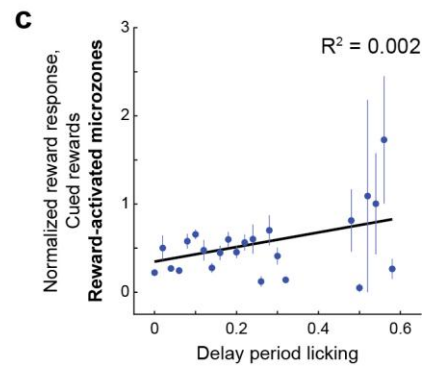 c
R² = 0.002
Normalized reward response,
Cued rewards
Reward-activated microzones
3
2
1
0
0
0.2
0.4
0.6
Delay period licking